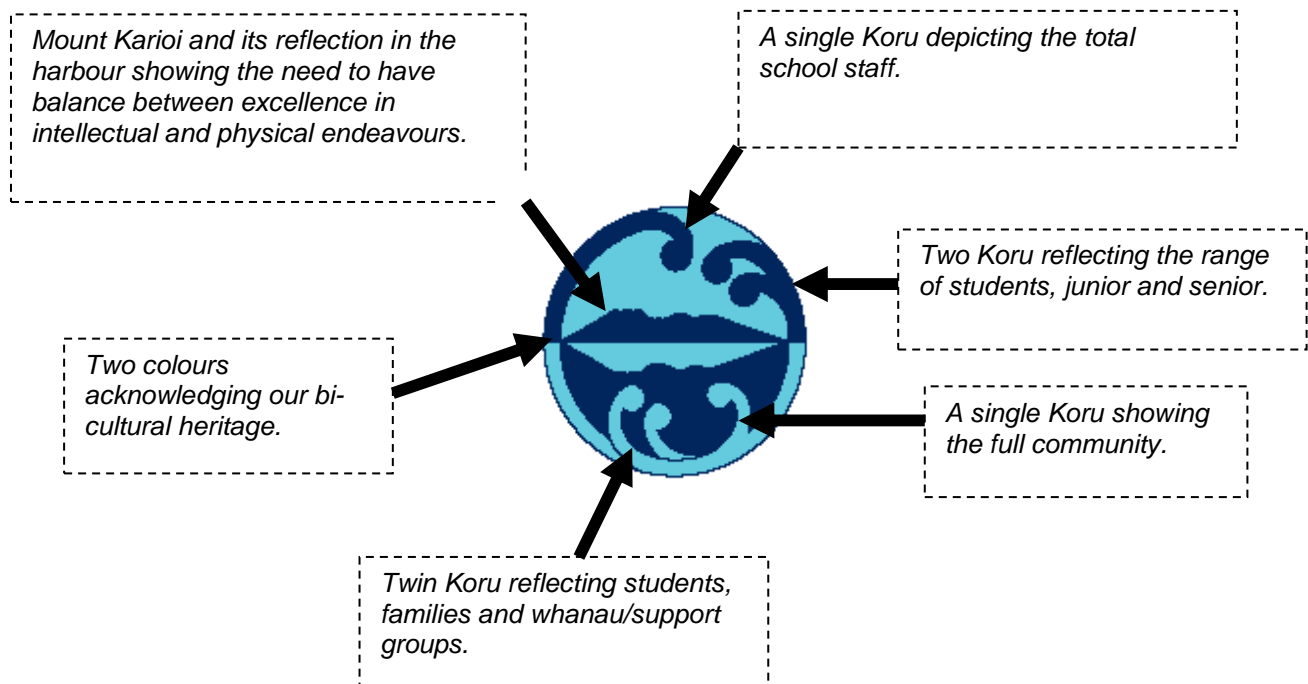 Mount Karioi and its reflection in the
harbour showing the need to have
balance between excellence in
intellectual and physical endeavours.
A single Koru depicting the total
school staff.
Two Koru reflecting the range
of students, junior and senior.
Two colours
acknowledging our bi-
cultural heritage.
A single Koru showing
the full community.
Twin Koru reflecting students,
families and whanau/support
groups.